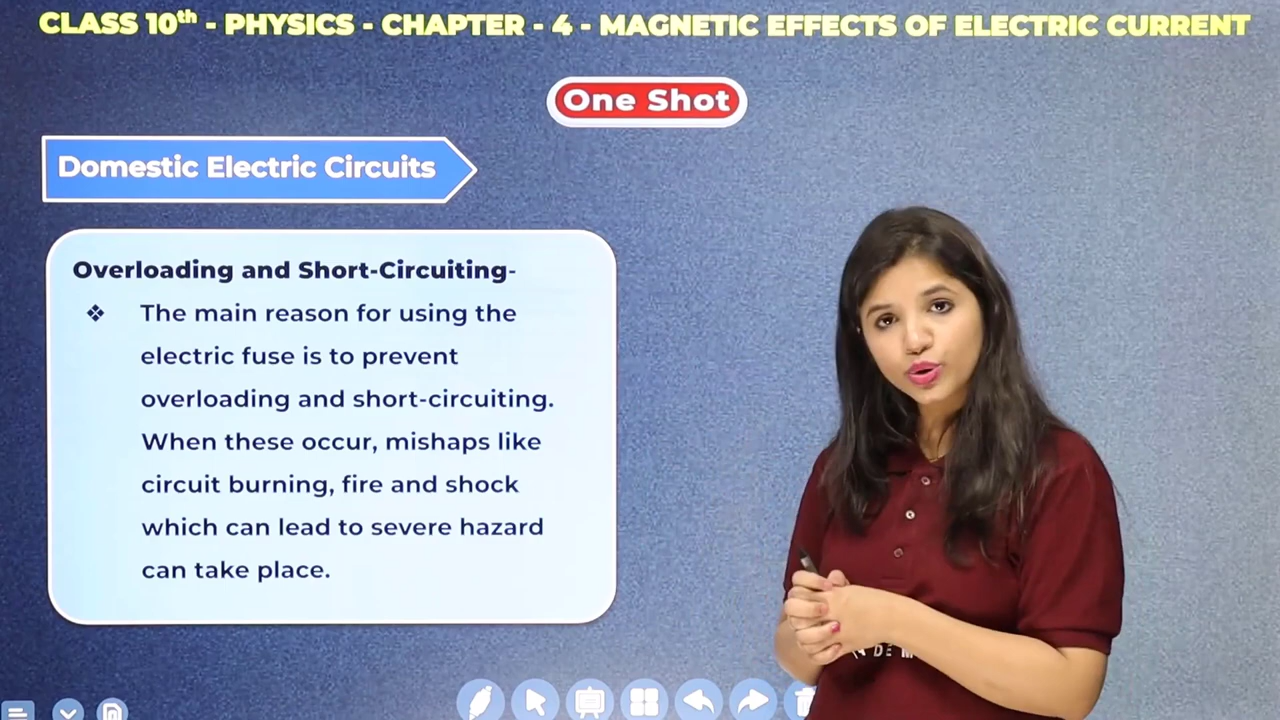 CLASS 10th - PHYSICS - CHAPTER - 4 - MAGNETIC EFFECTS OF ELECTRIC CURRENT
One Shot
Domestic Electric Circuits
Overloading and Short-Circuiting-
❖ The main reason for using the
electric fuse is to prevent
overloading and short-circuiting.
When these occur, mishaps like
circuit burning, fire and shock
which can lead to severe hazard
can take place.